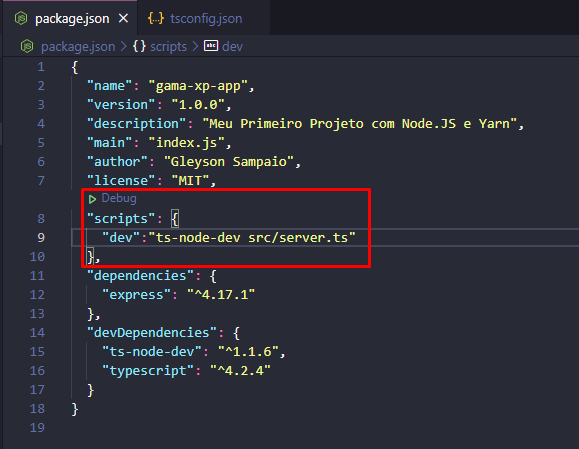 package.json × {..} tsconfig.json
package.json > {} scripts > abc dev
1 {
2 "name": "gama-xp-app",
3 "version": "1.0.0",
4 "description": "Meu Primeiro Projeto com Node.JS e Yarn",
5 "main": "index.js",
6 "author": "Gleyson Sampaio",
7 "license": "MIT",
Debug
8 "scripts": {
9 "dev":"ts-node-dev src/server.ts"
10 },
11 "dependencies": {
12 "express": "^4.17.1"
13 },
14 "devDependencies": {
15 "ts-node-dev": "^1.1.6",
16 "typescript": "^4.2.4"
17 }
18 }
19